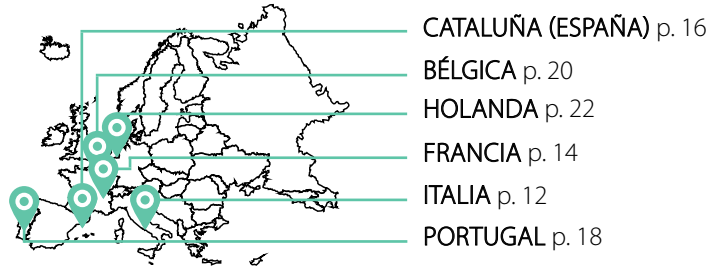 CATALUÑA (ESPAÑA) p. 16
BÉLGICA p. 20
HOLANDA p. 22
FRANCIA p. 14
ITALIA p. 12
PORTUGAL p. 18